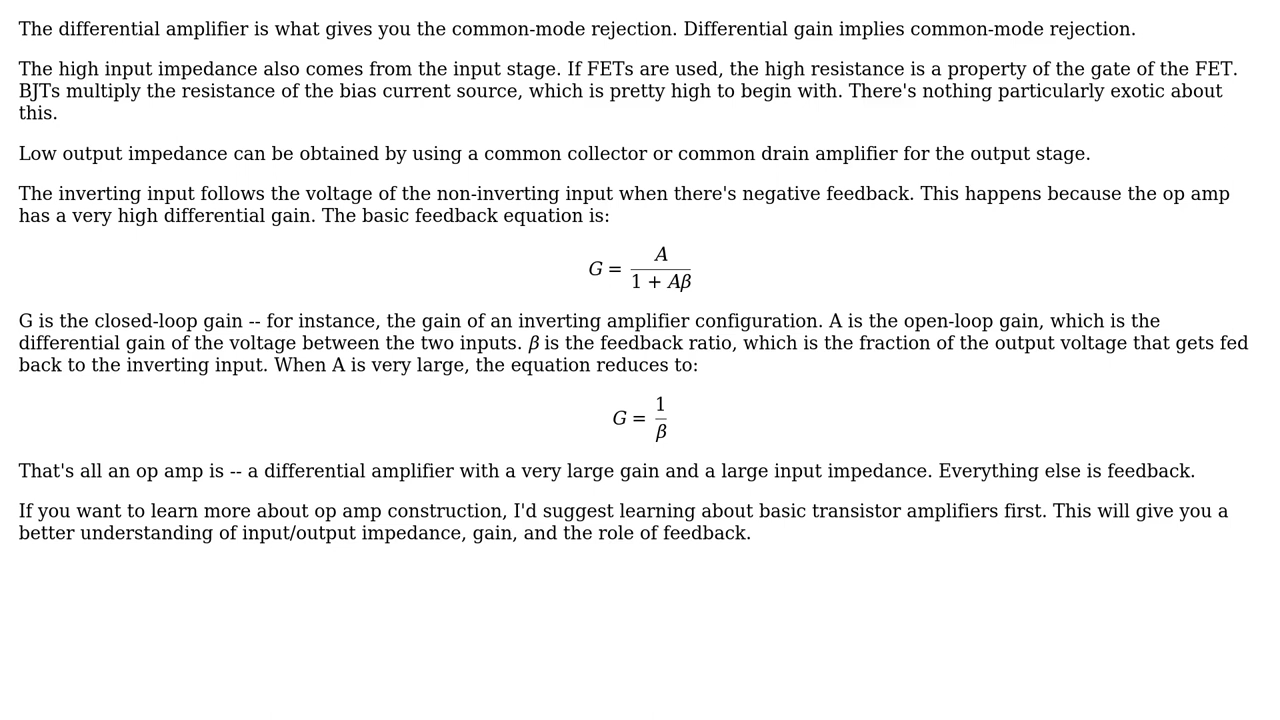 The differential amplifier is what gives you the common-mode rejection. Differential gain implies common-mode rejection.
The high input impedance also comes from the input stage. If FETs are used, the high resistance is a property of the gate of the FET.
BJTs multiply the resistance of the bias current source, which is pretty high to begin with. There's nothing particularly exotic about
this.
Low output impedance can be obtained by using a common collector or common drain amplifier for the output stage.
The inverting input follows the voltage of the non-inverting input when there's negative feedback. This happens because the op amp
has a very high differential gain. The basic feedback equation is:
G = A / (1 + Aβ)
G is the closed-loop gain -- for instance, the gain of an inverting amplifier configuration. A is the open-loop gain, which is the
differential gain of the voltage between the two inputs. β is the feedback ratio, which is the fraction of the output voltage that gets fed
back to the inverting input. When A is very large, the equation reduces to:
G = 1 / β
That's all an op amp is -- a differential amplifier with a very large gain and a large input impedance. Everything else is feedback.
If you want to learn more about op amp construction, I'd suggest learning about basic transistor amplifiers first. This will give you a
better understanding of input/output impedance, gain, and the role of feedback.